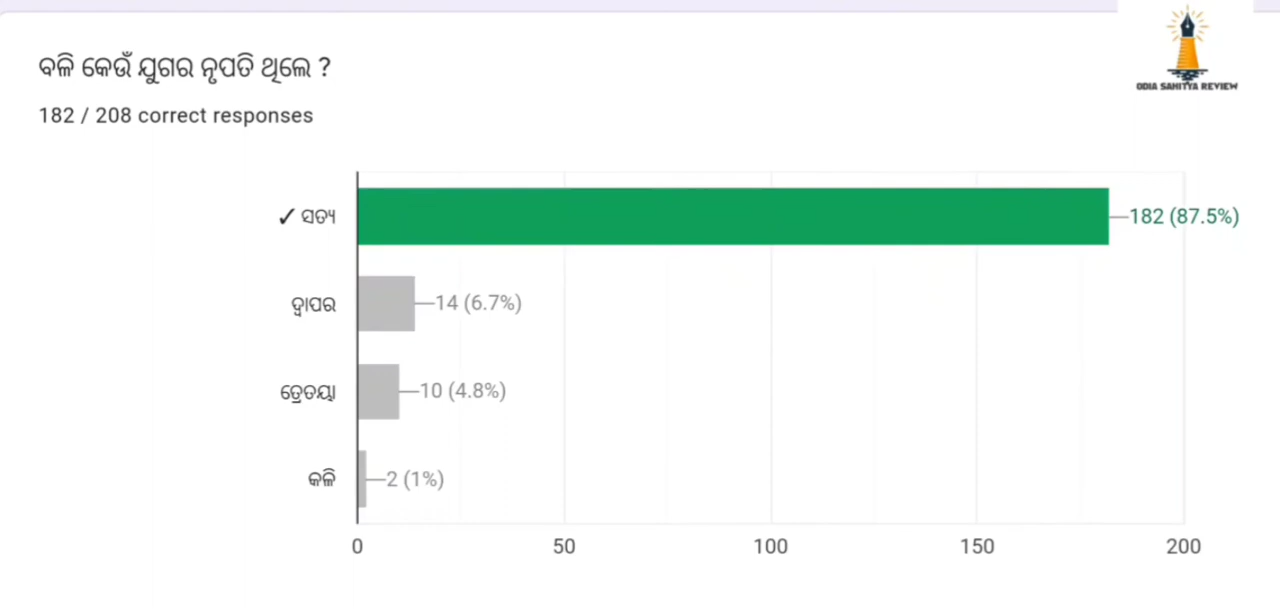 ବଳି କେଉଁ ଯୁଗର ନୃପତି ଥିଲେ ?
182 / 208 correct responses
ODIA SAHITYA REVIEW
✓ ସତ୍ୟ
182 (87.5%)
ଦ୍ଵାପର
14 (6.7%)
ତ୍ରେତୟା
10 (4.8%)
କଳି
2 (1%)
0 50 100 150 200